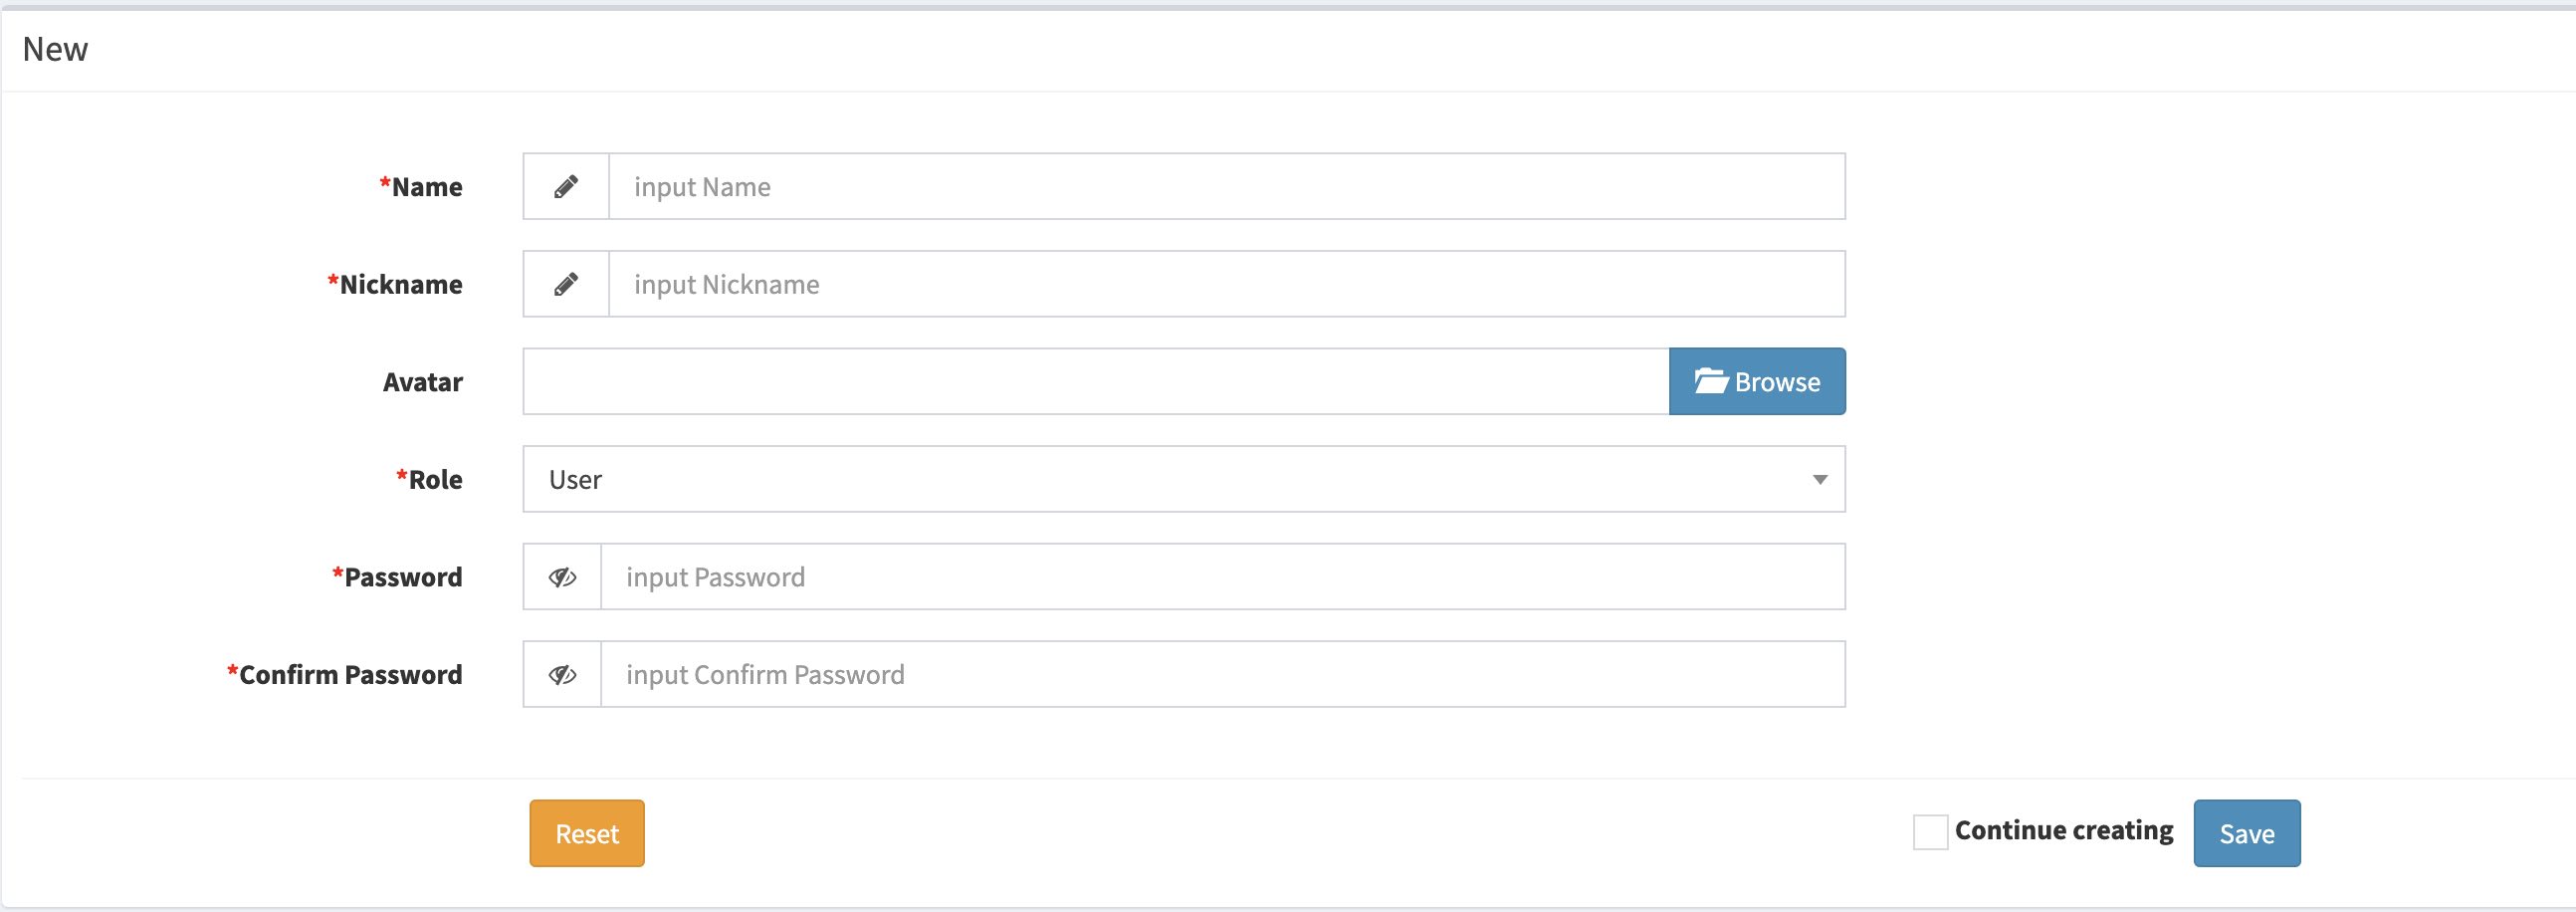 New
*Name input Name
*Nickname input Nickname
Avatar Browse
*Role User
*Password input Password
*Confirm Password input Confirm Password
Reset Continue creating Save